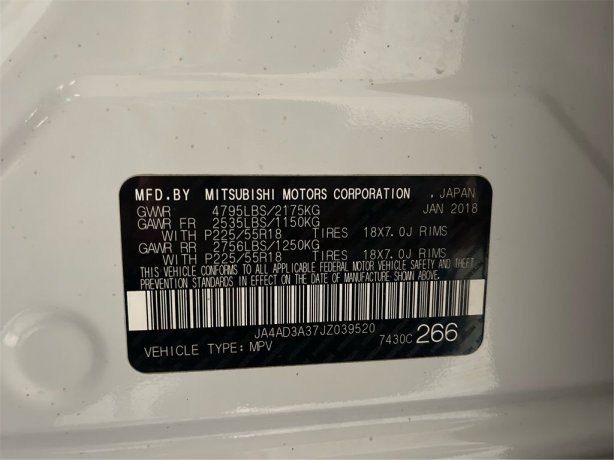 MFD.BY MITSUBISHI MOTORS CORPORATION . JAPAN
GVWR 4795LBS/2175KG JAN 2018
GAWR FR 2535LBS/1150KG
WITH P225/55R18 TIRES 18X7.0J RIMS
GAWR RR 2756LBS/1250KG
WITH P225/55R18 TIRES 18X7.0J RIMS
THIS VEHICLE CONFORMS TO ALL APPLICABLE FEDERAL MOTOR VEHICLE SAFETY AND THEFT
PREVENTION STANDARDS IN EFFECT ON THE DATE OF MANUFACTURE SHOWN ABOVE.
JA4AD3A37JZ039520
VEHICLE TYPE: MPV 7430C 266